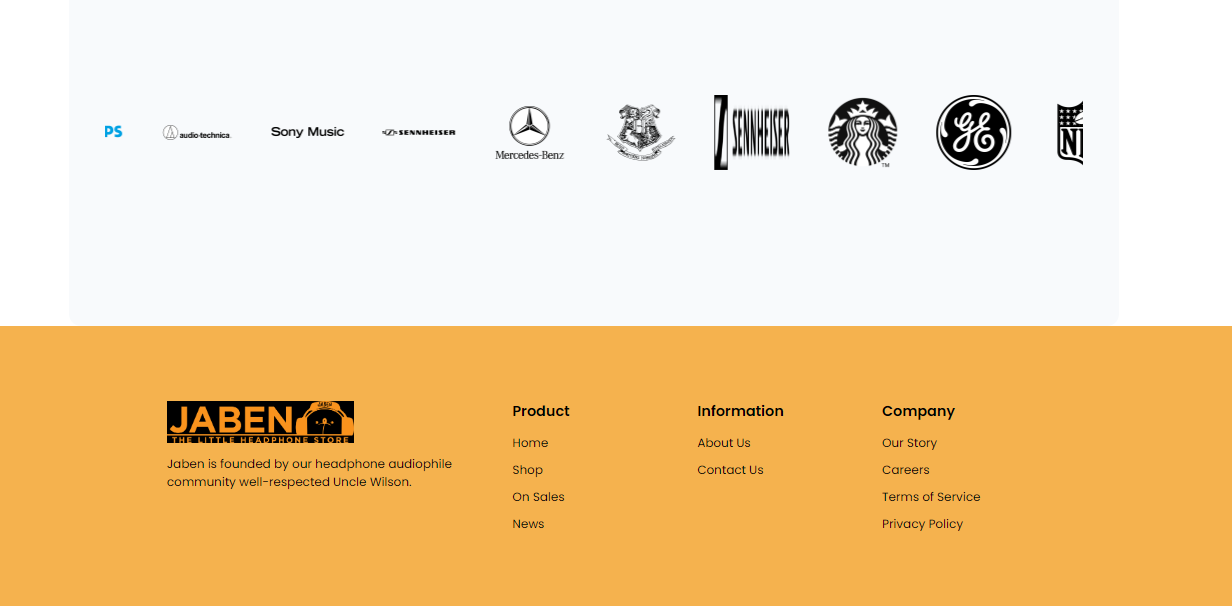 PS
audio-technica
Sony Music
SENNHEISER
Mercedes-Benz
SENNHEISER
TM
GE
JABEN
THE LITTLE HEADPHONE STORE
Jaben is founded by our headphone audiophile
community well-respected Uncle Wilson.
Product
Home
Shop
On Sales
News
Information
About Us
Contact Us
Company
Our Story
Careers
Terms of Service
Privacy Policy